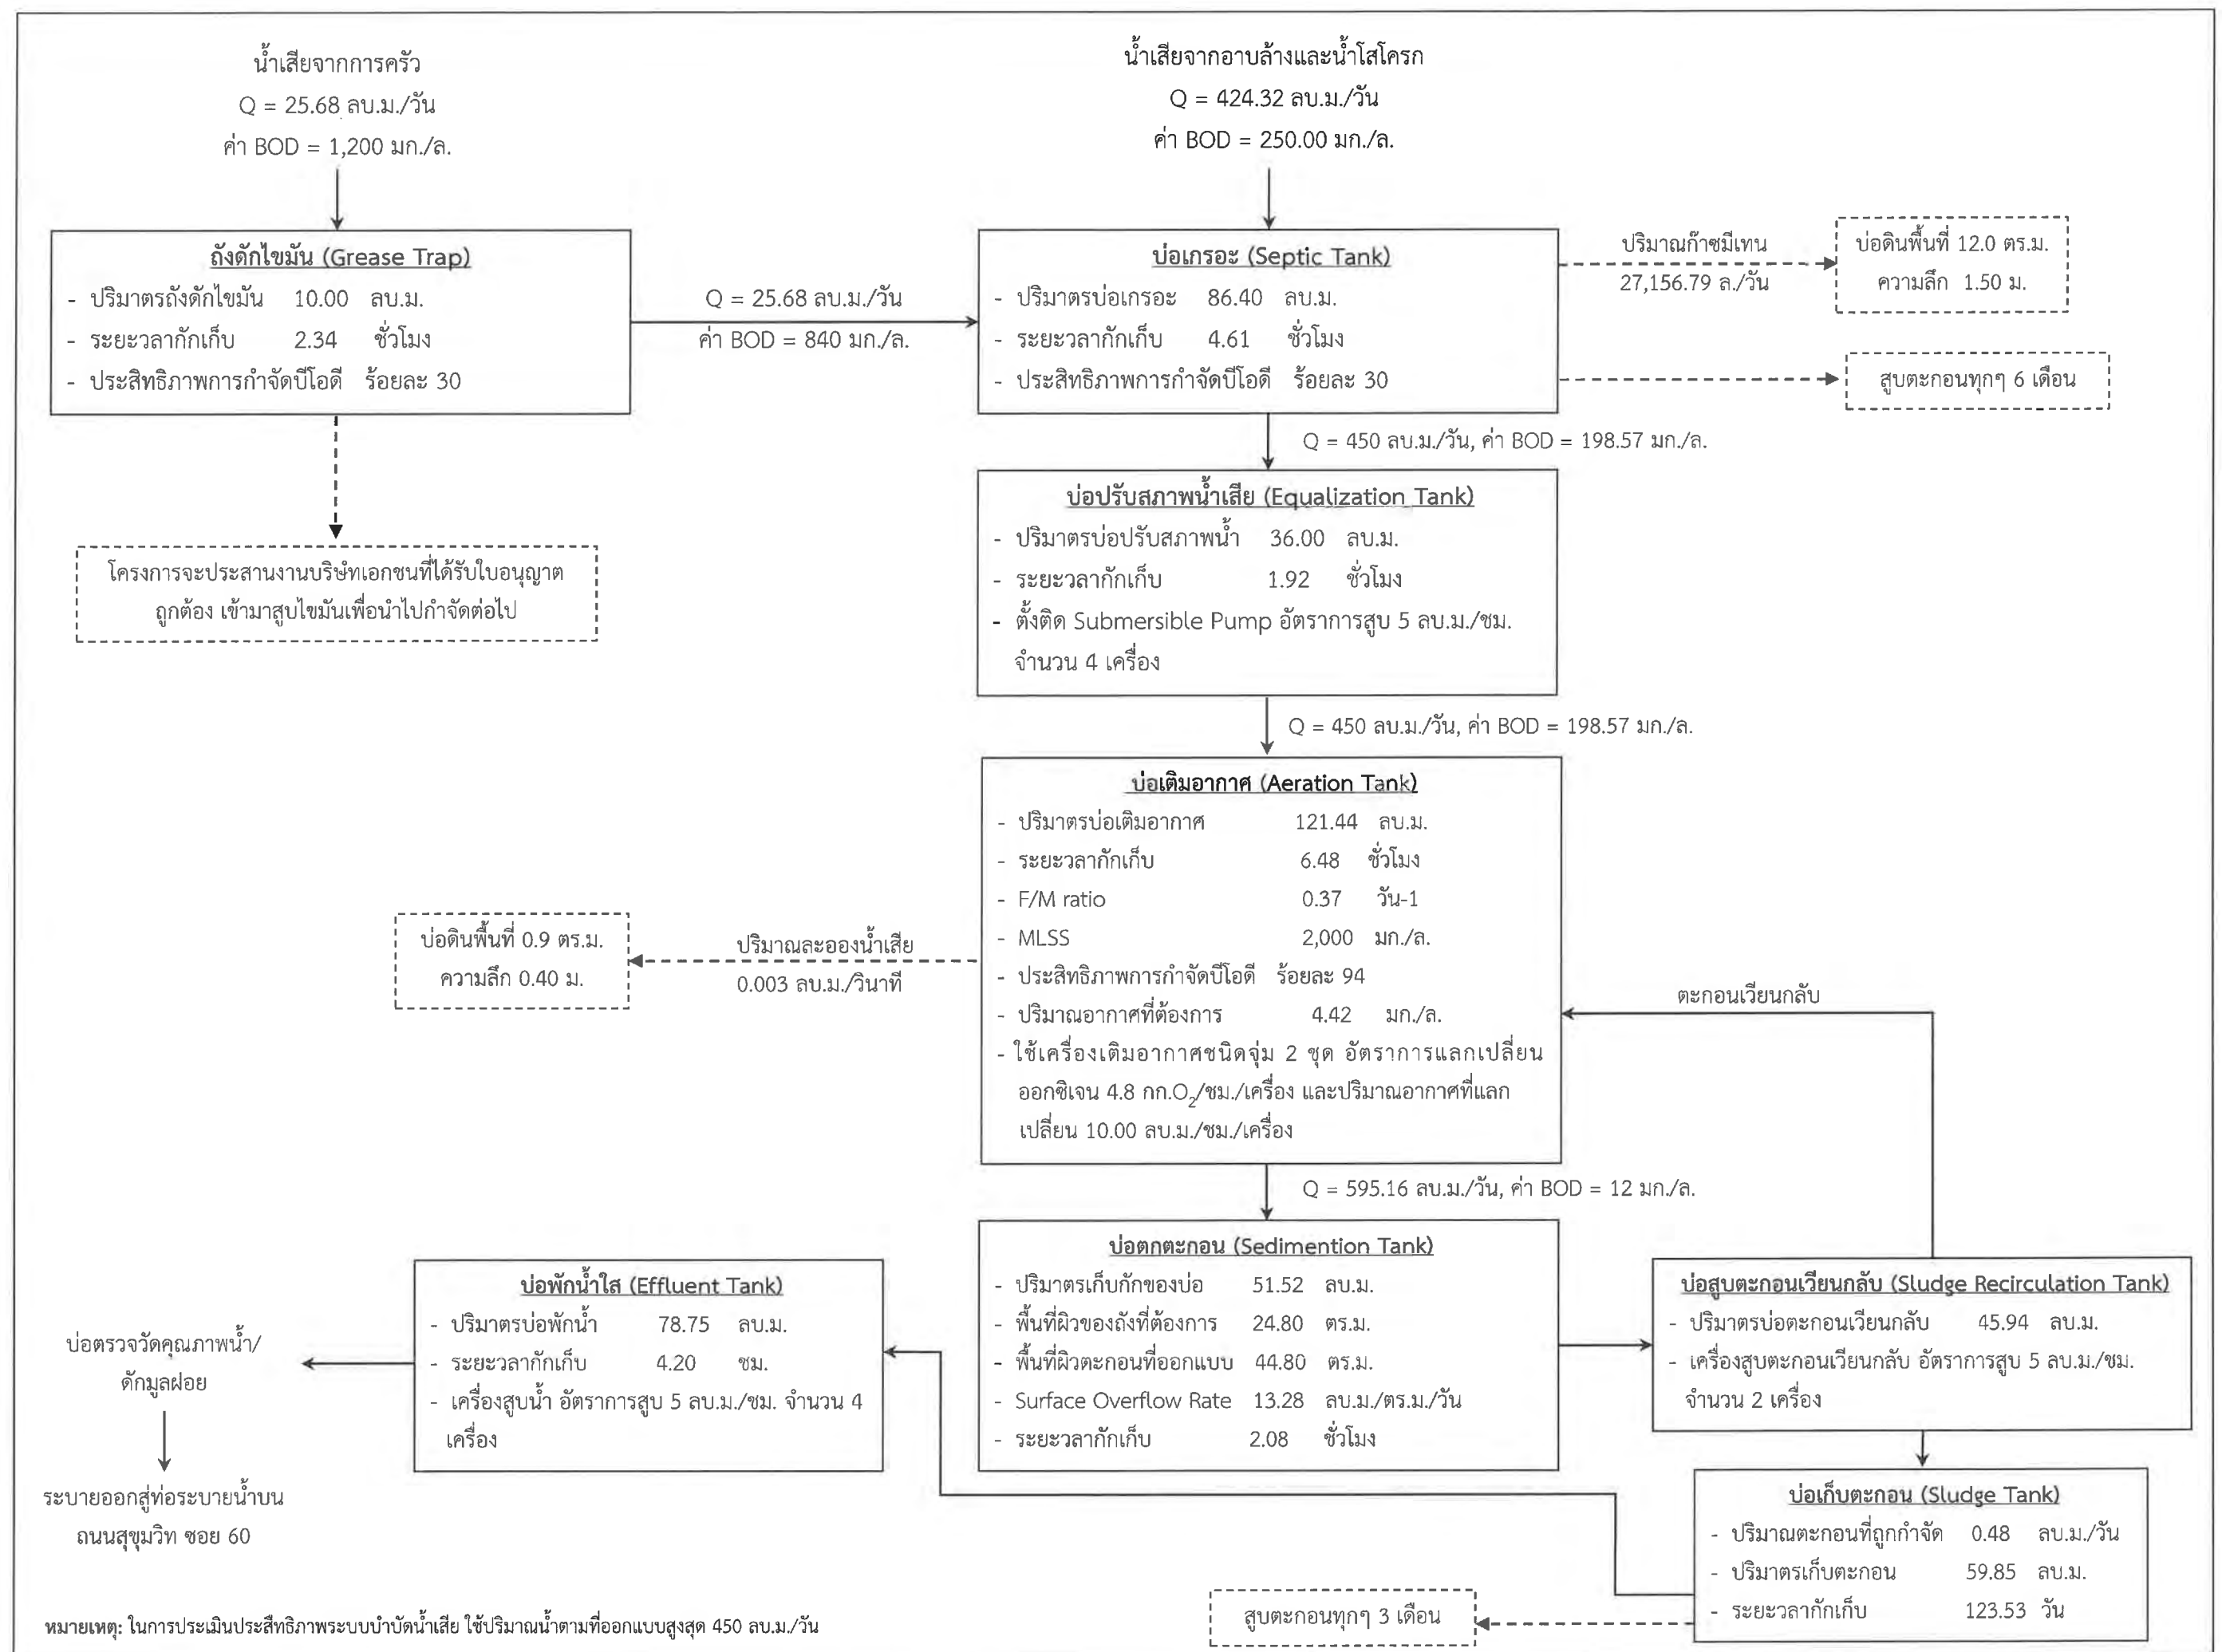 น้ำเสียจากการครัว
Q = 25.68 ลบ.ม./วัน
ค่า BOD = 1,200 มก./ล.
น้ำเสียจากอาบล้างและน้ำโสโครก
Q = 424.32 ลบ.ม./วัน
ค่า BOD = 250.00 มก./ล.
ถังดักไขมัน (Grease Trap)
- ปริมาตรถังดักไขมัน 10.00 ลบ.ม.
- ระยะวลากักเก็บ 2.34 ชั่วโมง
- ประสิทธิภาพการกำจัดบีโอดี ร้อยละ 30
Q = 25.68 ลบ.ม./วัน
ค่า BOD = 840 มก./ล.
บ่อเกรอะ (Septic Tank)
- ปริมาตรบ่อเกรอะ 86.40 ลบ.ม.
- ระยะวลากักเก็บ 4.61 ชั่วโมง
- ประสิทธิภาพการกำจัดบีโอดี ร้อยละ 30
ปริมาณก๊าซมีเทน
27,156.79 ล./วัน
บ่อดินพื้นที่ 12.0 ตร.ม.
ความลึก 1.50 ม.
สูบตะกอนทุกๆ 6 เดือน
Q = 450 ลบ.ม./วัน, ค่า BOD = 198.57 มก./ล.
โครงการจะประสานงานบริษัทเอกชนที่ได้รับใบอนุญาต
ถูกต้อง เข้ามาสูบไขมันเพื่อนำไปกำจัดต่อไป
บ่อปรับสภาพน้ำเสีย (Equalization Tank)
- ปริมาตรบ่อปรับสภาพน้ำ 36.00 ลบ.ม.
- ระยะวลากักเก็บ 1.92 ชั่วโมง
- ตั้งติด Submersible Pump อัตราการสูบ 5 ลบ.ม./ชม.
จำนวน 4 เครื่อง
Q = 450 ลบ.ม./วัน, ค่า BOD = 198.57 มก./ล.
บ่อเติมอากาศ (Aeration Tank)
- ปริมาตรบ่อเติมอากาศ 121.44 ลบ.ม.
- ระยะวลากักเก็บ 6.48 ชั่วโมง
- F/M ratio 0.37 วัน-1
- MLSS 2,000 มก./ล.
- ประสิทธิภาพการกำจัดบีโอดี ร้อยละ 94
- ปริมาณอากาศที่ต้องการ 4.42 มก./ล.
- ใช้เครื่องเติมอากาศชนิดจุ่ม 2 ชุด อัตราการแลกเปลี่ยน
ออกซิเจน 4.8 กก.O₂/ชม./เครื่อง และปริมาณอากาศที่แลก
เปลี่ยน 10.00 ลบ.ม./ชม./เครื่อง
บ่อดินพื้นที่ 0.9 ตร.ม.
ความลึก 0.40 ม.
ปริมาณละอองน้ำเสีย
0.003 ลบ.ม./วินาที
ตะกอนเวียนกลับ
Q = 595.16 ลบ.ม./วัน, ค่า BOD = 12 มก./ล.
บ่อตกตะกอน (Sedimention Tank)
- ปริมาตรเก็บกักของบ่อ 51.52 ลบ.ม.
- พื้นที่ผิวของถังที่ต้องการ 24.80 ตร.ม.
- พื้นที่ผิวตะกอนที่ออกแบบ 44.80 ตร.ม.
- Surface Overflow Rate 13.28 ลบ.ม./ตร.ม./วัน
- ระยะวลากักเก็บ 2.08 ชั่วโมง
บ่อพักน้ำใส (Effluent Tank)
- ปริมาตรบ่อพักน้ำ 78.75 ลบ.ม.
- ระยะวลากักเก็บ 4.20 ชม.
- เครื่องสูบน้ำ อัตราการสูบ 5 ลบ.ม./ชม. จำนวน 4
เครื่อง
บ่อตรวจวัดคุณภาพน้ำ/
ดักมูลฝอย
ระบายออกสู่ท่อระบายน้ำบน
ถนนสุขุมวิท ซอย 60
บ่อสูบตะกอนเวียนกลับ (Sludge Recirculation Tank)
- ปริมาตรบ่อตะกอนเวียนกลับ 45.94 ลบ.ม.
- เครื่องสูบตะกอนเวียนกลับ อัตราการสูบ 5 ลบ.ม./ชม.
จำนวน 2 เครื่อง
บ่อเก็บตะกอน (Sludge Tank)
- ปริมาณตะกอนที่ถูกกำจัด 0.48 ลบ.ม./วัน
- ปริมาตรเก็บตะกอน 59.85 ลบ.ม.
- ระยะวลากักเก็บ 123.53 วัน
สูบตะกอนทุกๆ 3 เดือน
หมายเหตุ: ในการประเมินประสิทธิภาพระบบบำบัดน้ำเสีย ใช้ปริมาณน้ำตามที่ออกแบบสูงสุด 450 ลบ.ม./วัน